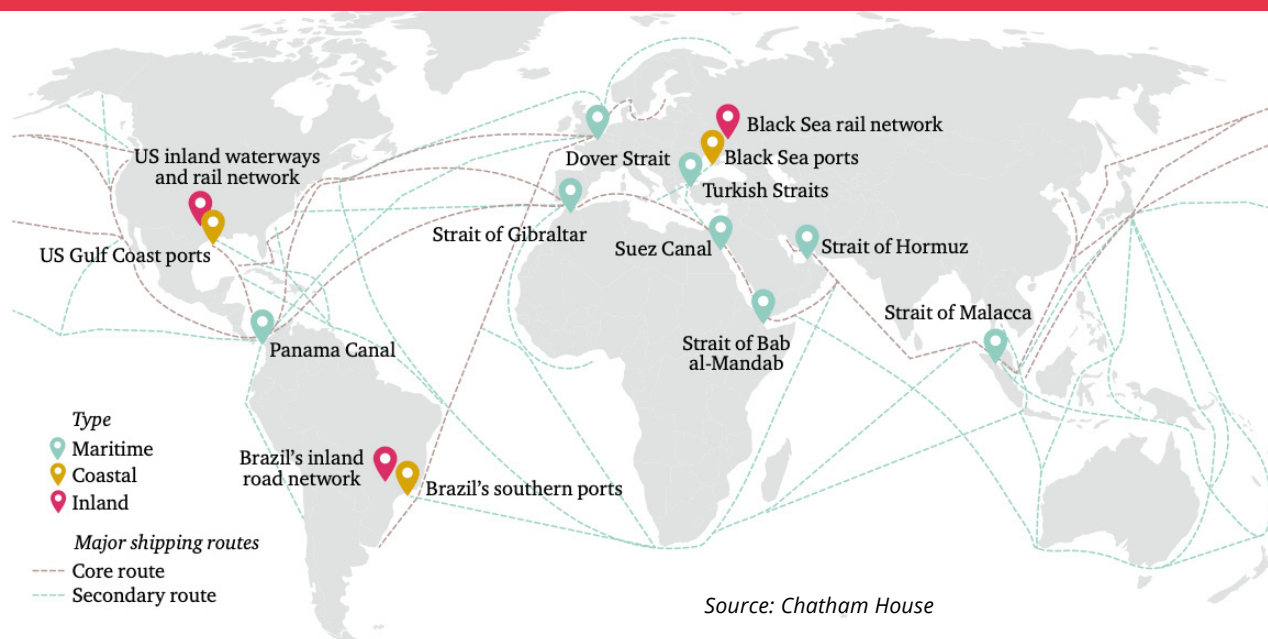 Black Sea rail network
US inland waterways
and rail network
Dover Strait
Black Sea ports
Turkish Straits
Strait of Gibraltar
Suez Canal
Strait of Hormuz
US Gulf Coast ports
Strait of Malacca
Panama Canal
Strait of Bab
al-Mandab
Type
Maritime
Coastal
Inland
Brazil’s inland
road network
Brazil’s southern ports
Major shipping routes
Core route
Secondary route
Source: Chatham House